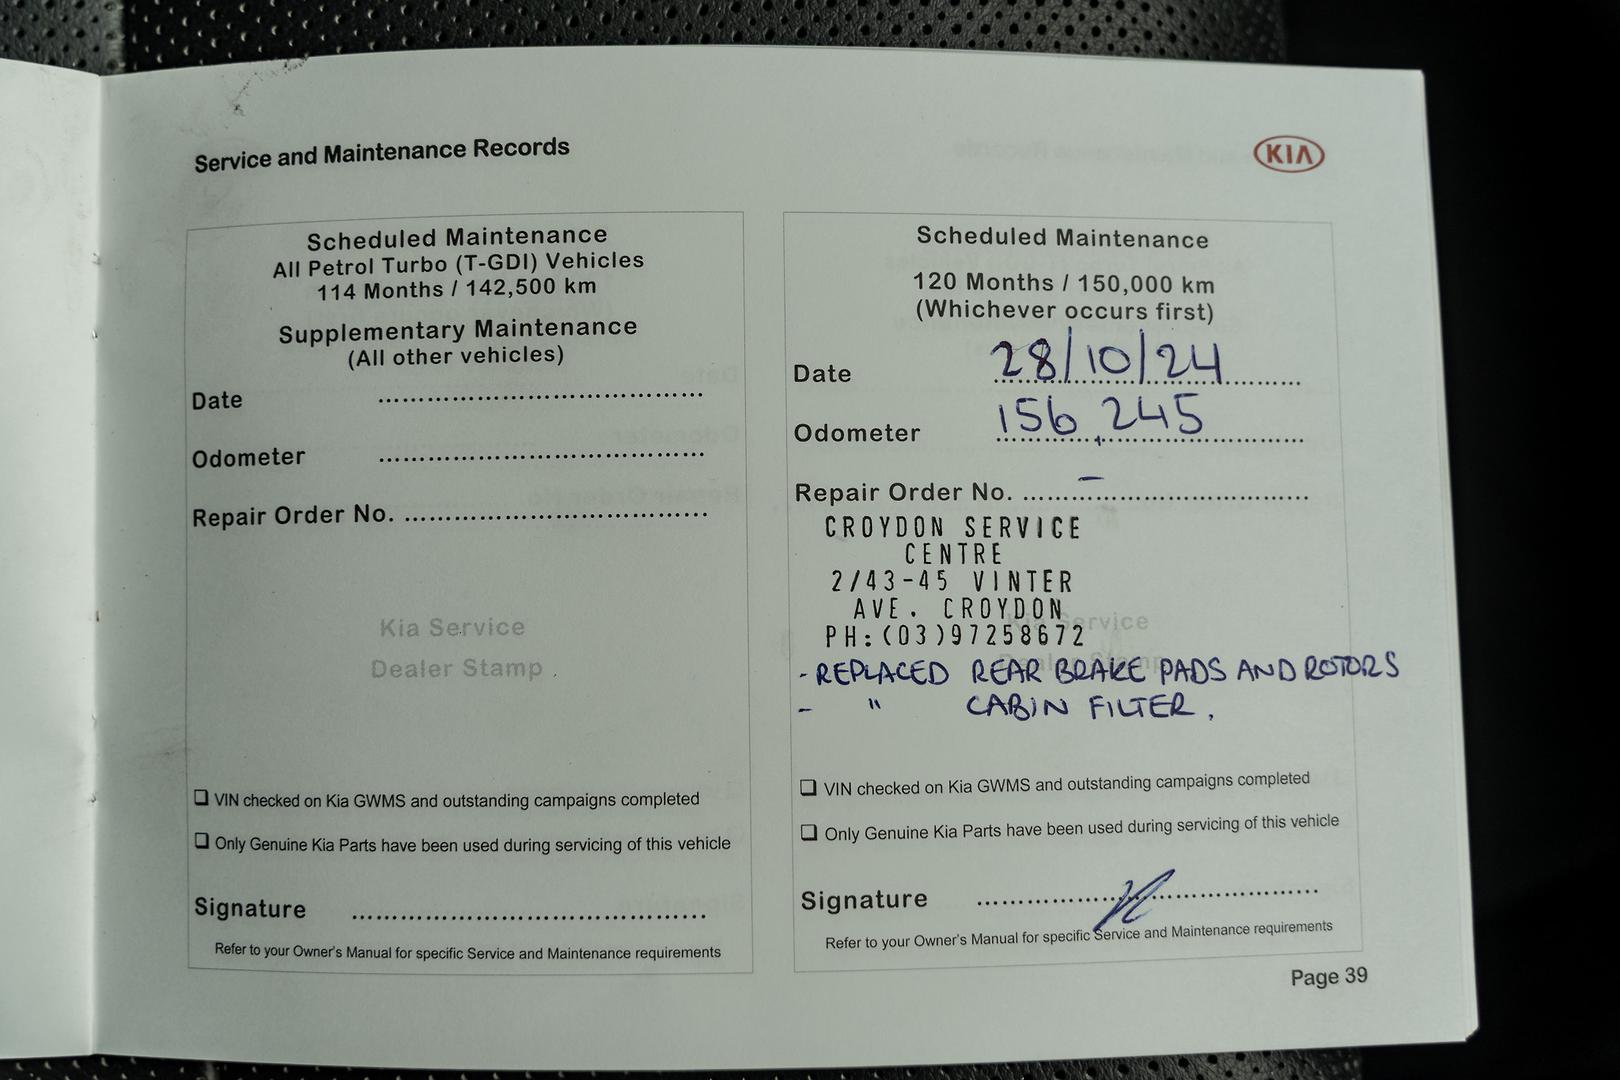 Service and Maintenance Records
KIA
Scheduled Maintenance
All Petrol Turbo (T-GDI) Vehicles
114 Months / 142,500 km
Supplementary Maintenance
(All other vehicles)
Date ................................................
Odometer ................................................
Repair Order No. ............................................
Kia Service
Dealer Stamp
❏ VIN checked on Kia GWMS and outstanding campaigns completed
❏ Only Genuine Kia Parts have been used during servicing of this vehicle
Signature ................................................
Refer to your Owner's Manual for specific Service and Maintenance requirements
Scheduled Maintenance
120 Months / 150,000 km
(Whichever occurs first)
Date 28/10/24
Odometer 156,245
Repair Order No. –
CROYDON SERVICE
CENTRE
2/43-45 VINTER
AVE. CROYDON
PH:(03)97258672
Kia Service
Dealer Stamp
- REPLACED REAR BRAKE PADS AND ROTORS
- " CABIN FILTER.
❏ VIN checked on Kia GWMS and outstanding campaigns completed
❏ Only Genuine Kia Parts have been used during servicing of this vehicle
Signature ................................................
Refer to your Owner's Manual for specific Service and Maintenance requirements
Page 39